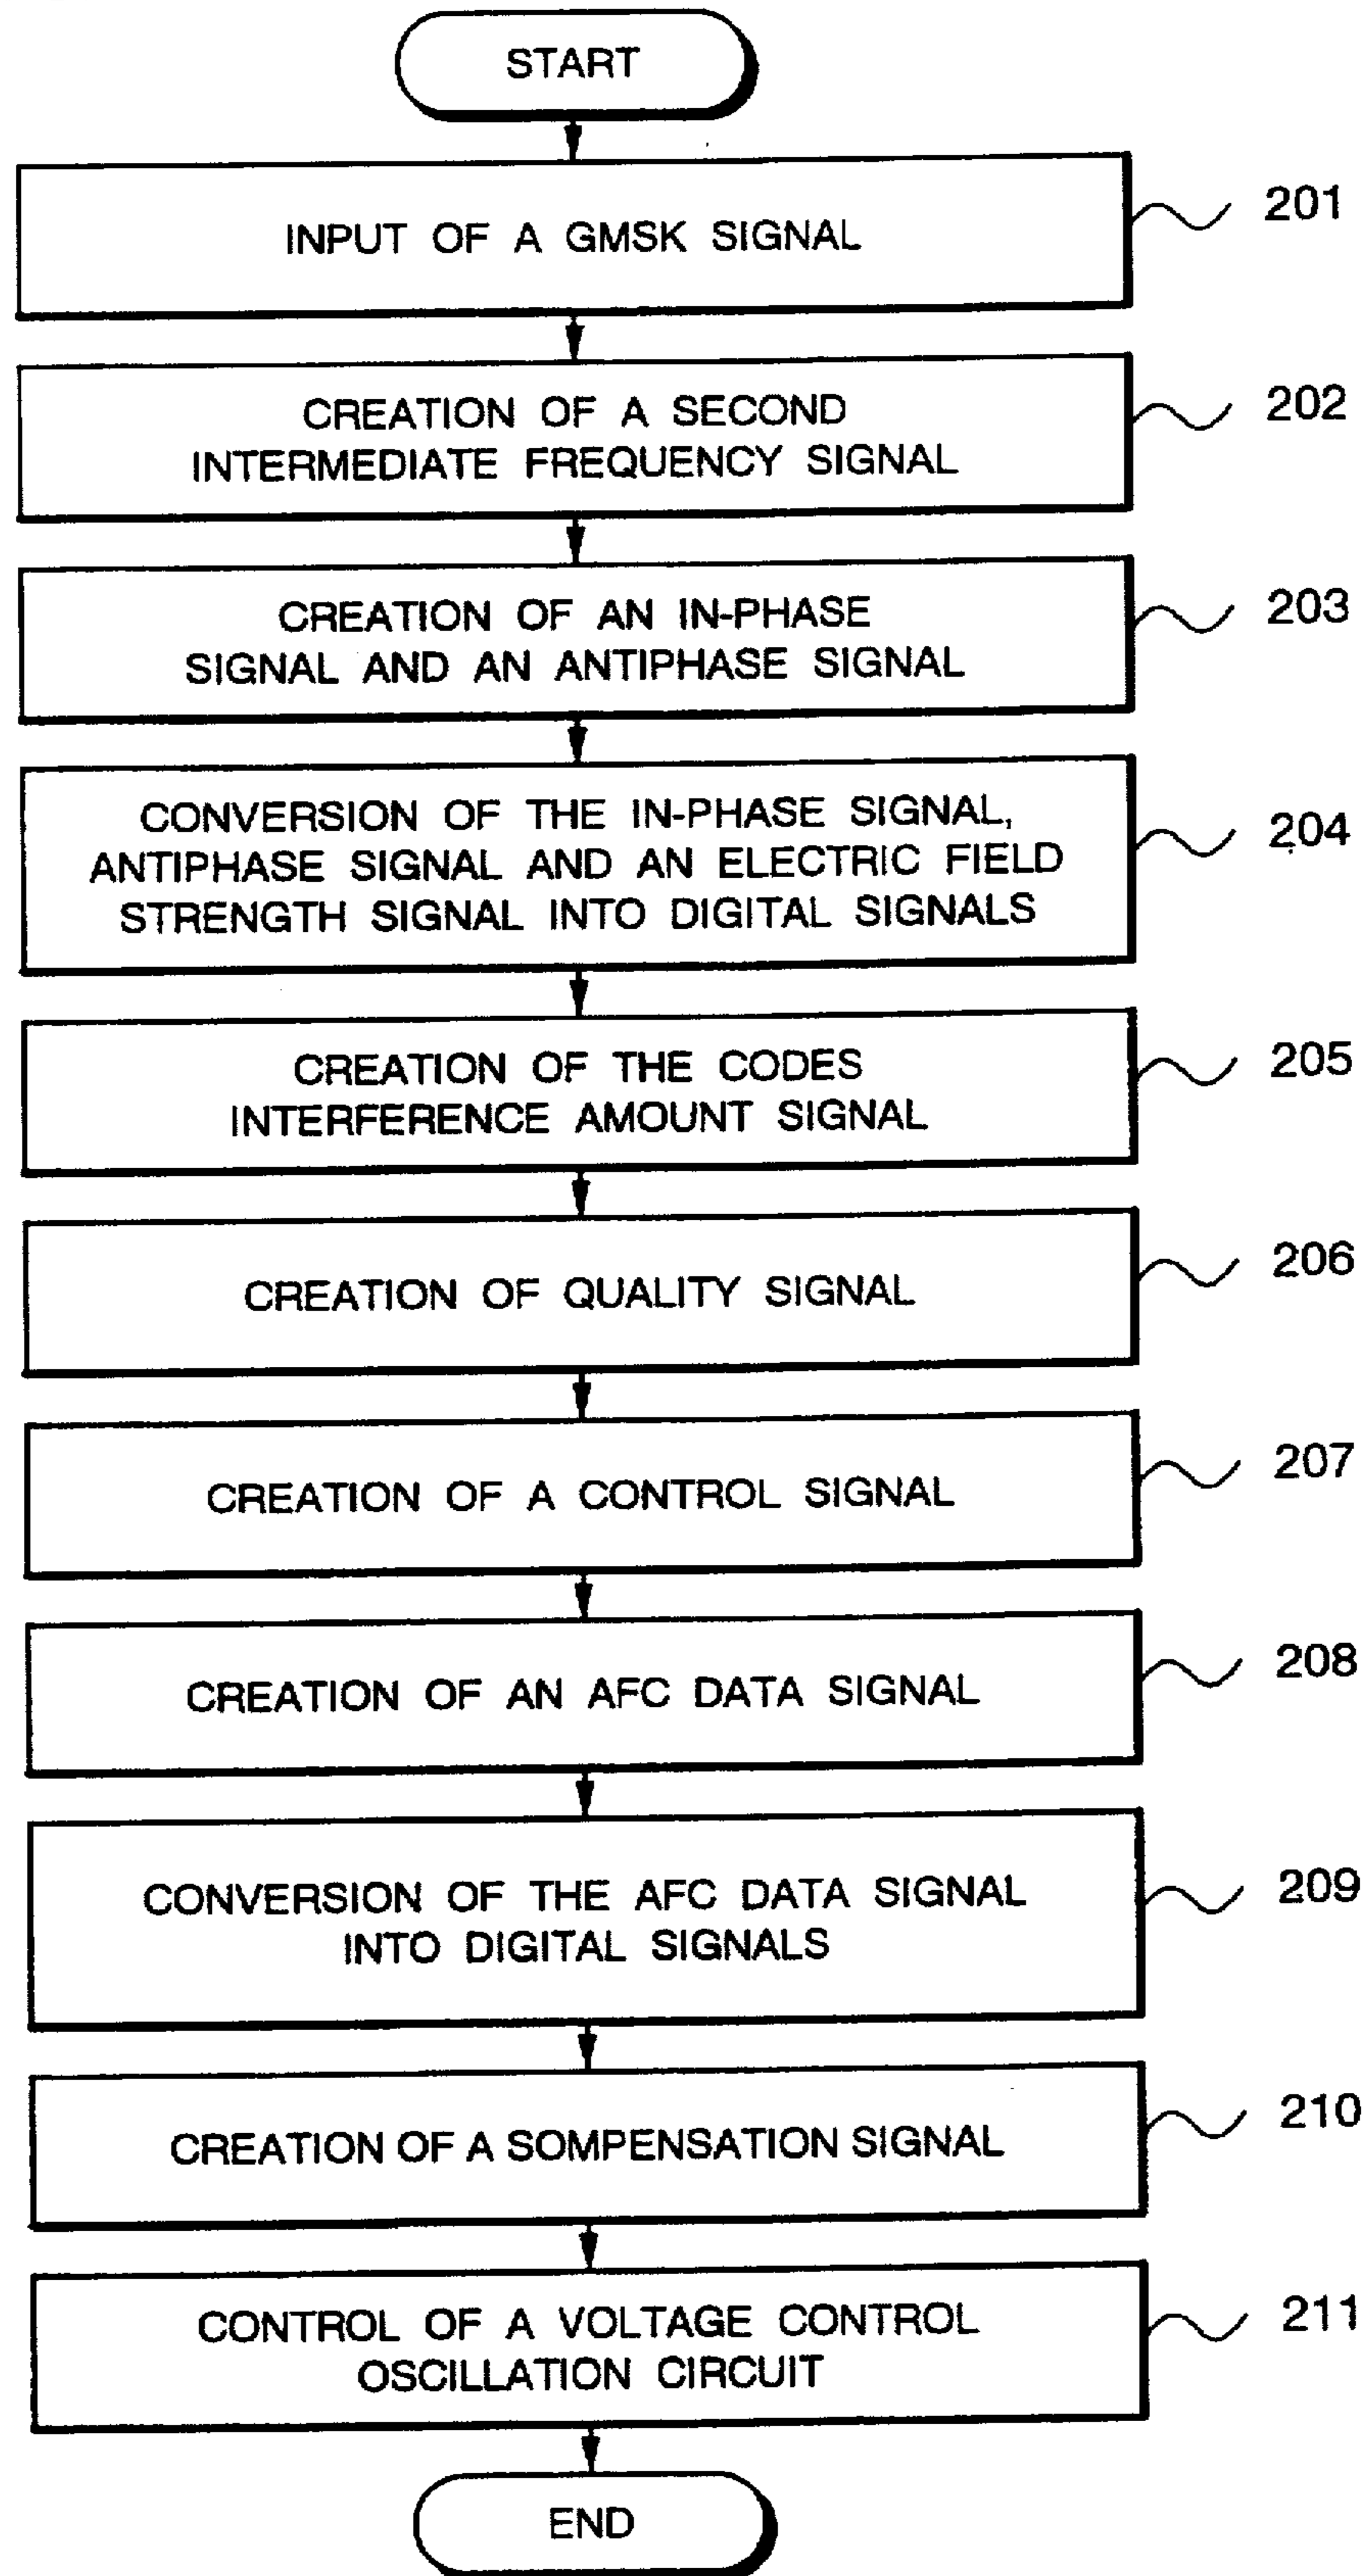 START
INPUT OF A GMSK SIGNAL
201
CREATION OF A SECOND
INTERMEDIATE FREQUENCY SIGNAL
202
CREATION OF AN IN-PHASE
SIGNAL AND AN ANTIPHASE SIGNAL
203
CONVERSION OF THE IN-PHASE SIGNAL,
ANTIPHASE SIGNAL AND AN ELECTRIC FIELD
STRENGTH SIGNAL INTO DIGITAL SIGNALS
204
CREATION OF THE CODES
INTERFERENCE AMOUNT SIGNAL
205
CREATION OF QUALITY SIGNAL
206
CREATION OF A CONTROL SIGNAL
207
CREATION OF AN AFC DATA SIGNAL
208
CONVERSION OF THE AFC DATA SIGNAL
INTO DIGITAL SIGNALS
209
CREATION OF A SOMPENSATION SIGNAL
210
CONTROL OF A VOLTAGE CONTROL
OSCILLATION CIRCUIT
211
END